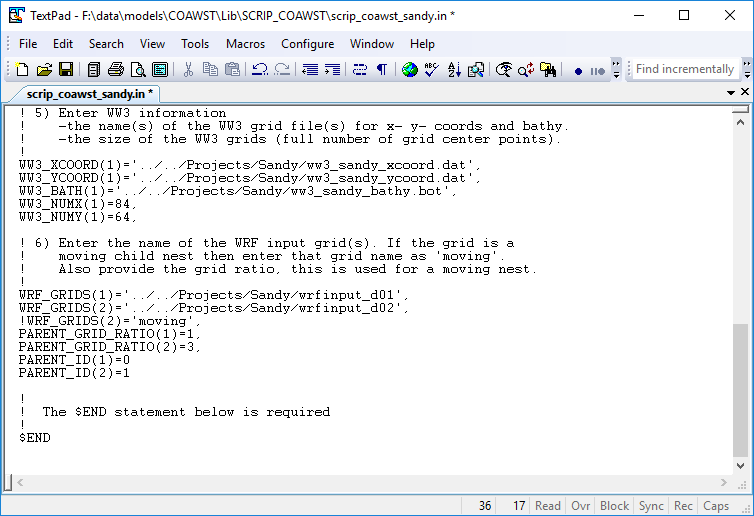 TextPad - F:\data\models\COAWST\Lib\SCRIP_COAWST\scrip_coawst_sandy.in *
File Edit Search View Tools Macros Configure Window Help
Find incrementally
scrip_coawst_sandy.in *
! 5) Enter WW3 information
!    -the name(s) of the WW3 grid file(s) for x- y- coords and bathy.
!    -the size of the WW3 grids (full number of grid center points).
!
WW3_XCOORD(1)='../../Projects/Sandy/ww3_sandy_xcoord.dat',
WW3_YCOORD(1)='../../Projects/Sandy/ww3_sandy_ycoord.dat',
WW3_BATH(1)='../../Projects/Sandy/ww3_sandy_bathy.bot',
WW3_NUMX(1)=84,
WW3_NUMY(1)=64,
! 6) Enter the name of the WRF input grid(s). If the grid is a
!    moving child nest then enter that grid name as 'moving'.
!    Also provide the grid ratio, this is used for a moving nest.
!
WRF_GRIDS(1)='../../Projects/Sandy/wrfinput_d01',
WRF_GRIDS(2)='../../Projects/Sandy/wrfinput_d02',
!WRF_GRIDS(2)='moving',
PARENT_GRID_RATIO(1)=1,
PARENT_GRID_RATIO(2)=3,
PARENT_ID(1)=0
PARENT_ID(2)=1
!
!  The $END statement below is required
!
$END
36 17 Read Ovr Block Sync Rec Caps